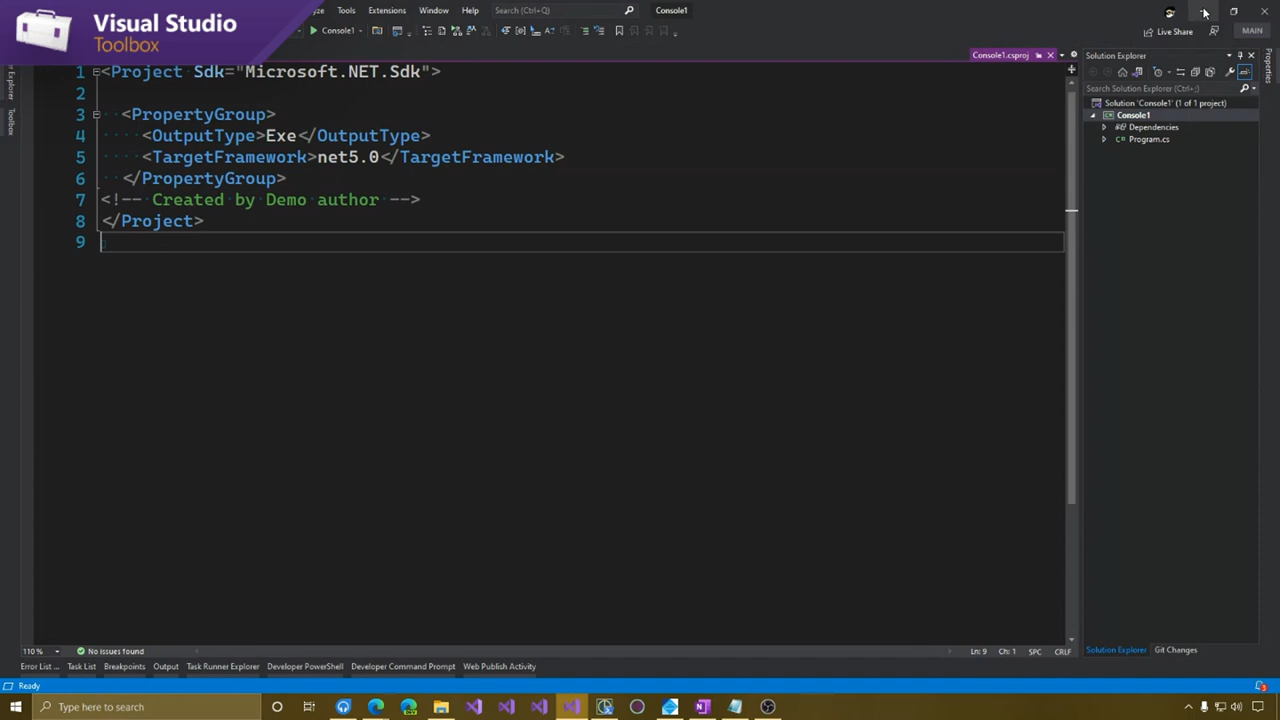 Visual Studio
Toolbox
Extensions Window Help Search (Ctrl+Q) Console1
Tools
Console1 Live Share MAIN
Console1.csproj Solution Explorer
Search Solution Explorer (Ctrl+;)
Solution 'Console1' (1 of 1 project)
Console1
Dependencies
Program.cs
Properties
Toolbox
1 <Project Sdk="Microsoft.NET.Sdk">
2
3 <PropertyGroup>
4 <OutputType>Exe</OutputType>
5 <TargetFramework>net5.0</TargetFramework>
6 </PropertyGroup>
7 <!-- Created by Demo author -->
8 </Project>
9
110 % No issues found Ln: 9 Ch: 1 SPC CRLF
Solution Explorer Git Changes
Error List ... Task List Breakpoints Output Task Runner Explorer Developer PowerShell Developer Command Prompt Web Publish Activity
Ready 3
Type here to search